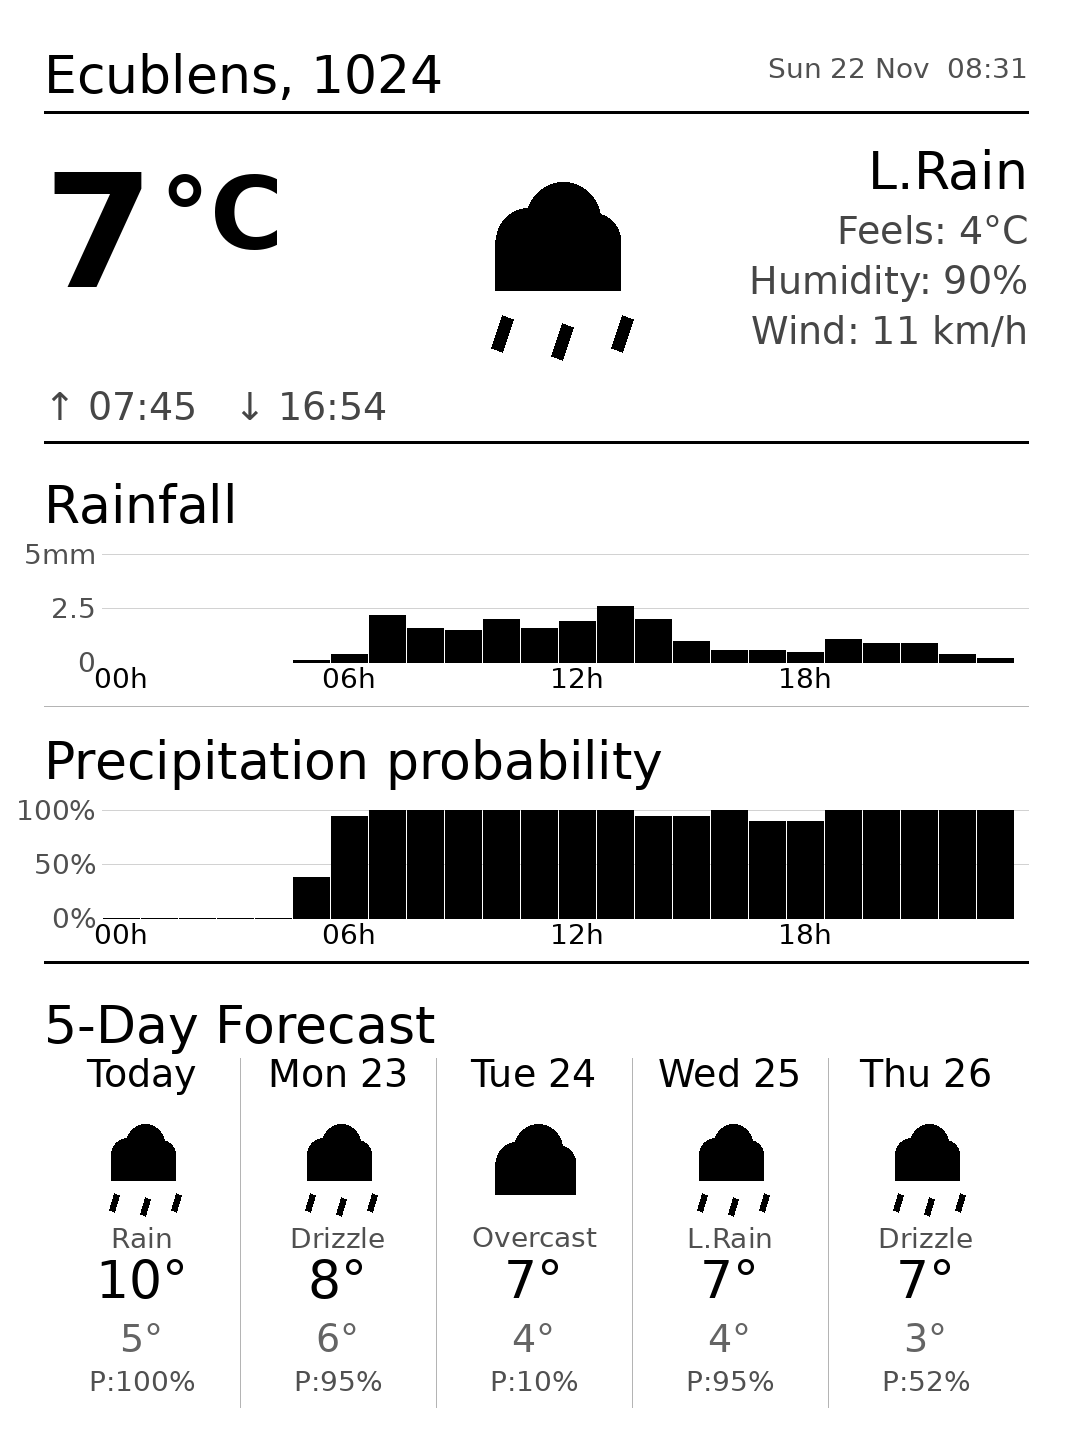 Ecublens, 1024
Sun 22 Nov  08:31
7°C
L.Rain
Feels: 4°C
Humidity: 90%
Wind: 11 km/h
↑ 07:45   ↓ 16:54
Rainfall
5mm
2.5
0
00h 06h 12h 18h
Precipitation probability
100%
50%
0%
00h 06h 12h 18h
5-Day Forecast
Today Mon 23 Tue 24 Wed 25 Thu 26
Rain Drizzle Overcast L.Rain Drizzle
10° 8° 7° 7° 7°
5° 6° 4° 4° 3°
P:100% P:95% P:10% P:95% P:52%